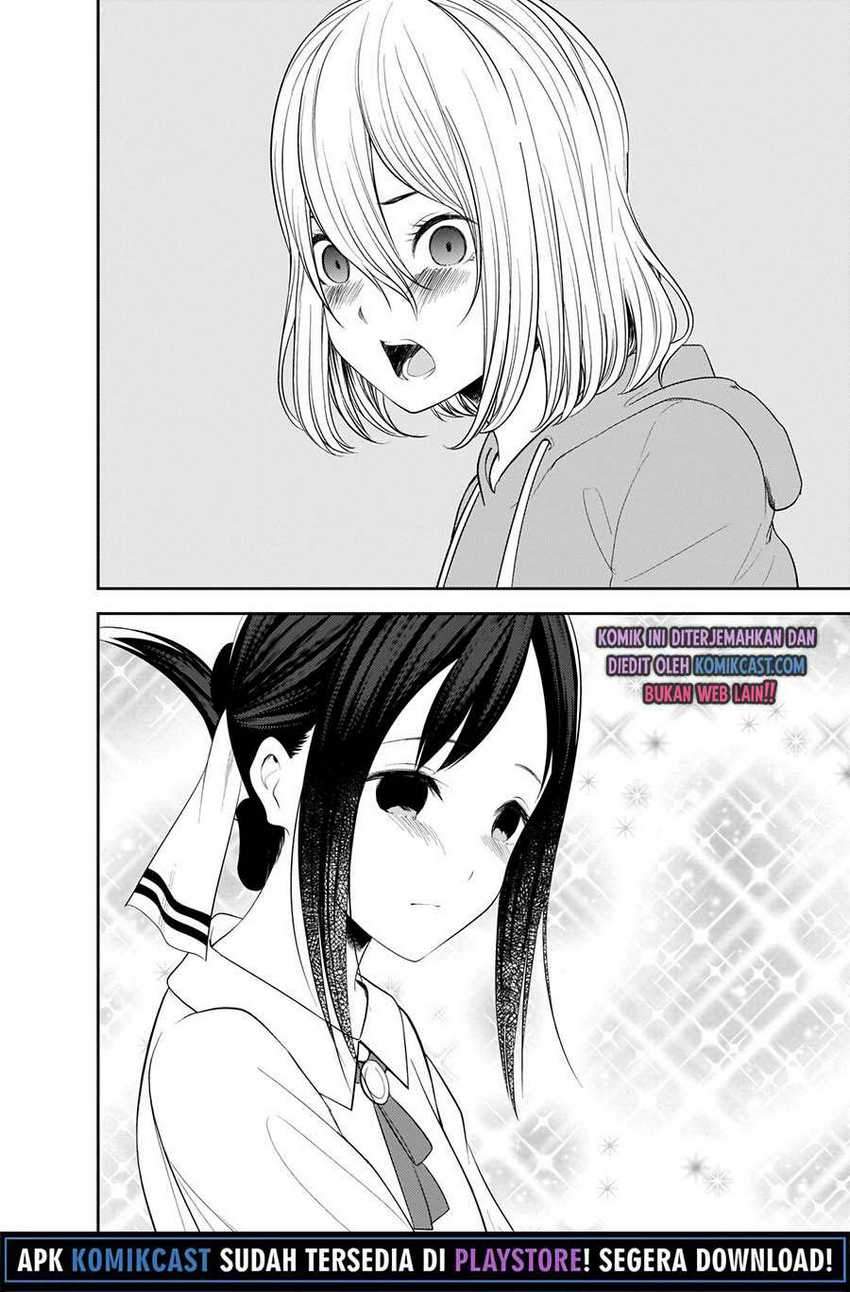 KOMIK INI DITERJEMAHKAN DAN
DIEDIT OLEH KOMIKCAST.COM
BUKAN WEB LAIN!!
APK KOMIKCAST SUDAH TERSEDIA DI PLAYSTORE! SEGERA DOWNLOAD!